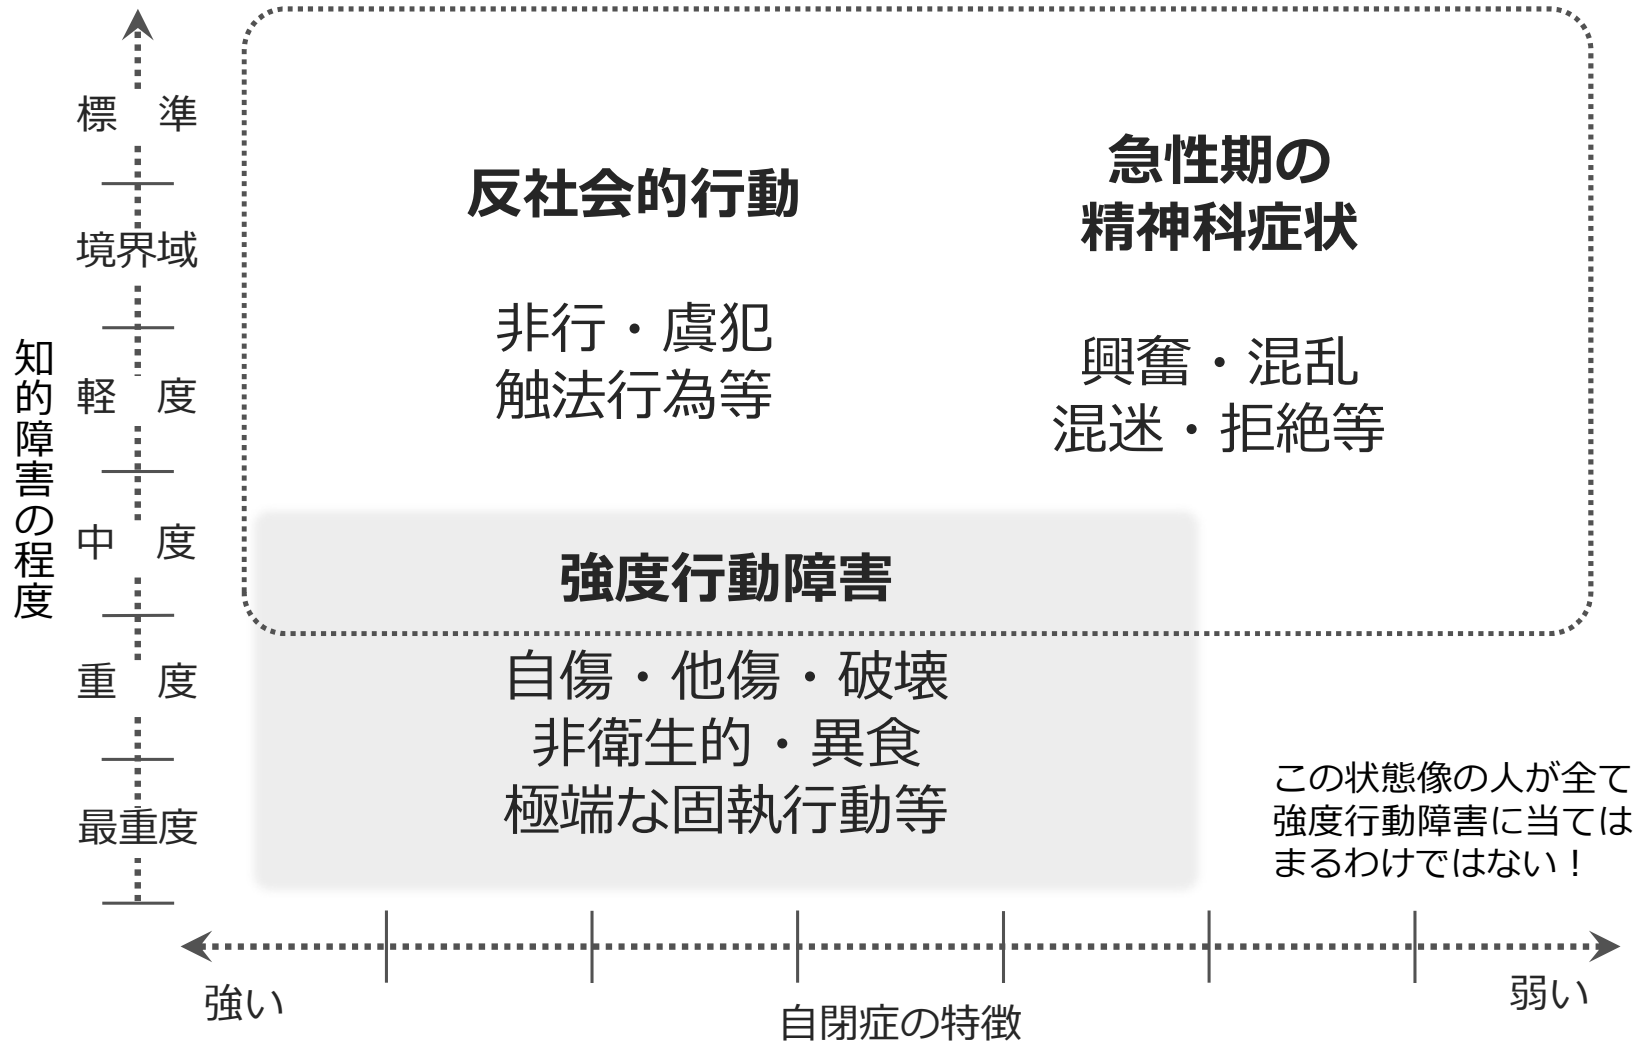 知的障害の程度
標　準
境界域
軽　度
中　度
重　度
最重度
反社会的行動
非行・虞犯
触法行為等
急性期の
精神科症状
興奮・混乱
混迷・拒絶等
強度行動障害
自傷・他傷・破壊
非衛生的・異食
極端な固執行動等
この状態像の人が全て
強度行動障害に当ては
まるわけではない！
強い
自閉症の特徴
弱い